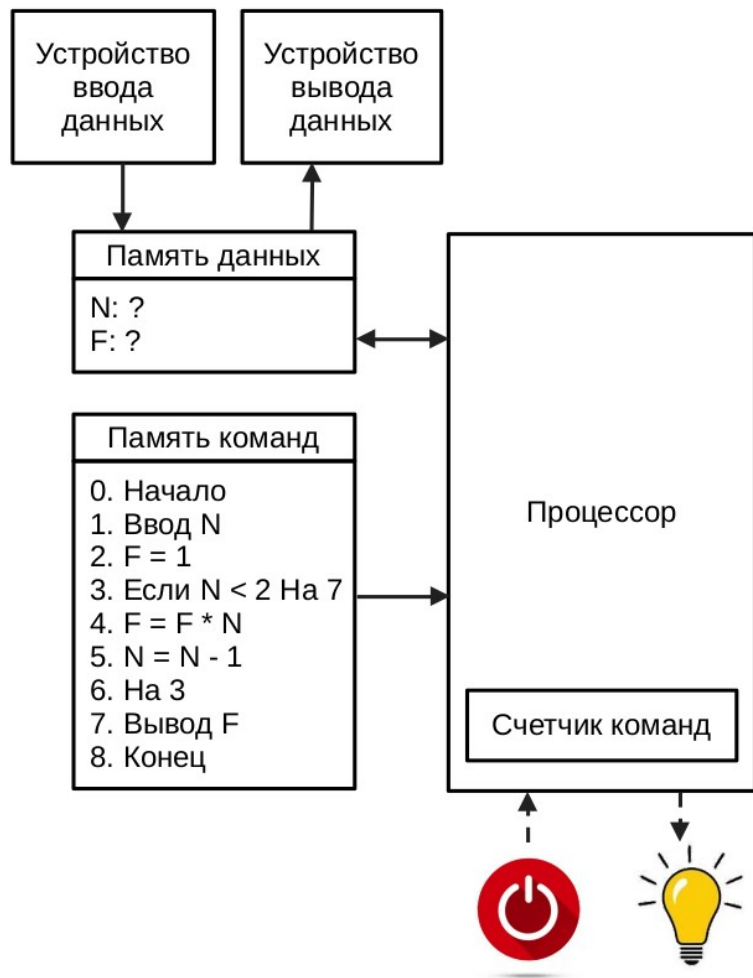 Устройство
ввода
данных
Устройство
вывода
данных
Память данных
N: ?
F: ?
Память команд
0. Начало
1. Ввод N
2. F = 1
3. Если N < 2 На 7
4. F = F * N
5. N = N - 1
6. На 3
7. Вывод F
8. Конец
Процессор
Счетчик команд